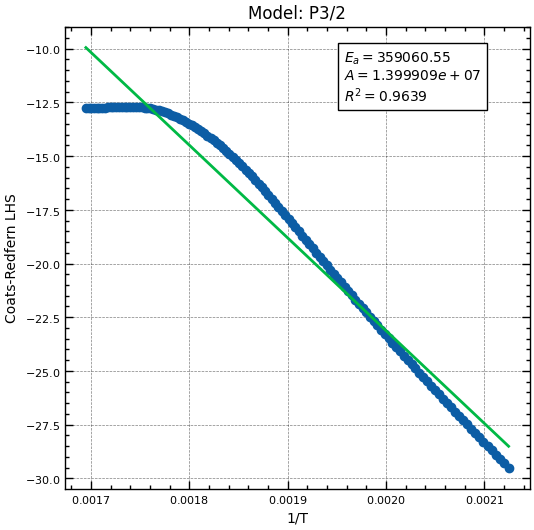 Model: P3/2
−10.0
−12.5
−15.0
−17.5
−20.0
−22.5
−25.0
−27.5
−30.0
Coats-Redfern LHS
E_a = 359060.55
A = 1.399909e + 07
R² = 0.9639
0.0017 0.0018 0.0019 0.0020 0.0021
1/T